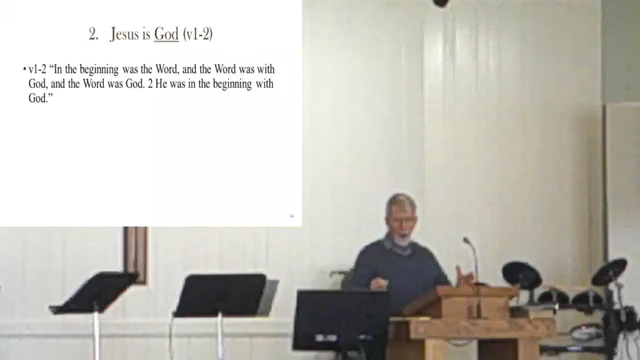 2. Jesus is God (v1-2)
• v1-2 “In the beginning was the Word, and the Word was with
God, and the Word was God. 2 He was in the beginning with
God.”
14